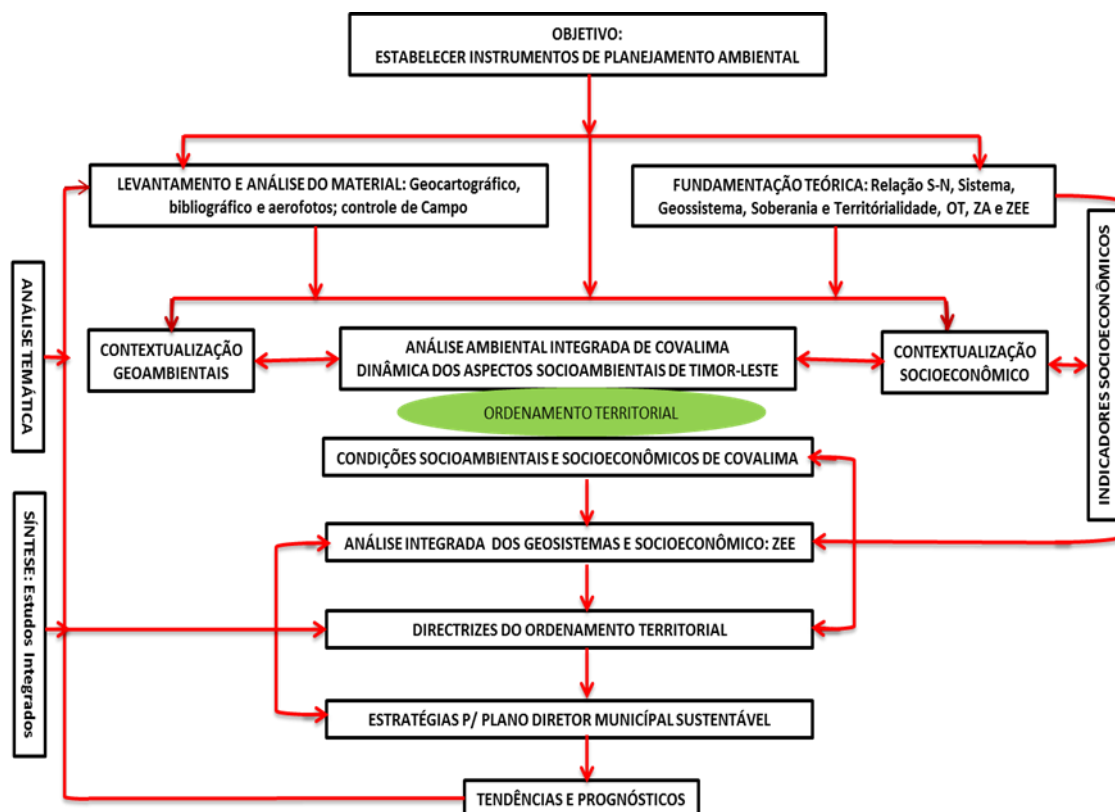 OBJETIVO:
ESTABELECER INSTRUMENTOS DE PLANEJAMENTO AMBIENTAL
LEVANTAMENTO E ANÁLISE DO MATERIAL: Geocartográfico,
bibliográfico e aerofotos; controle de Campo
FUNDAMENTAÇÃO TEÓRICA: Relação S-N, Sistema,
Geossistema, Soberania e Territórialidade, OT, ZA e ZEE
ANÁLISE TEMÁTICA
INDICADORES SOCIOECONÔMICOS
CONTEXTUALIZAÇÃO
GEOAMBIENTAIS
ANÁLISE AMBIENTAL INTEGRADA DE COVALIMA
DINÂMICA DOS ASPECTOS SOCIOAMBIENTAIS DE TIMOR-LESTE
CONTEXTUALIZAÇÃO
SOCIOECONÔMICO
ORDENAMENTO TERRITORIAL
CONDIÇÕES SOCIOAMBIENTAIS E SOCIOECONÔMICOS DE COVALIMA
SÍNTESE: Estudos Integrados
ANÁLISE INTEGRADA DOS GEOSISTEMAS E SOCIOECONÔMICO: ZEE
DIRECTRIZES DO ORDENAMENTO TERRITORIAL
ESTRATÉGIAS P/ PLANO DIRETOR MUNICÍPAL SUSTENTÁVEL
TENDÊNCIAS E PROGNÓSTICOS